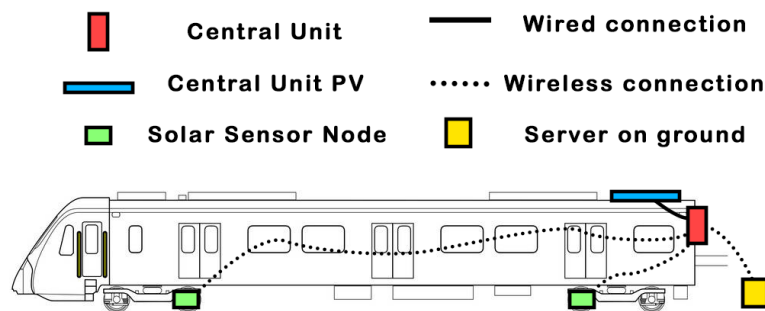 Central Unit
Wired connection
Central Unit PV
Wireless connection
Solar Sensor Node
Server on ground